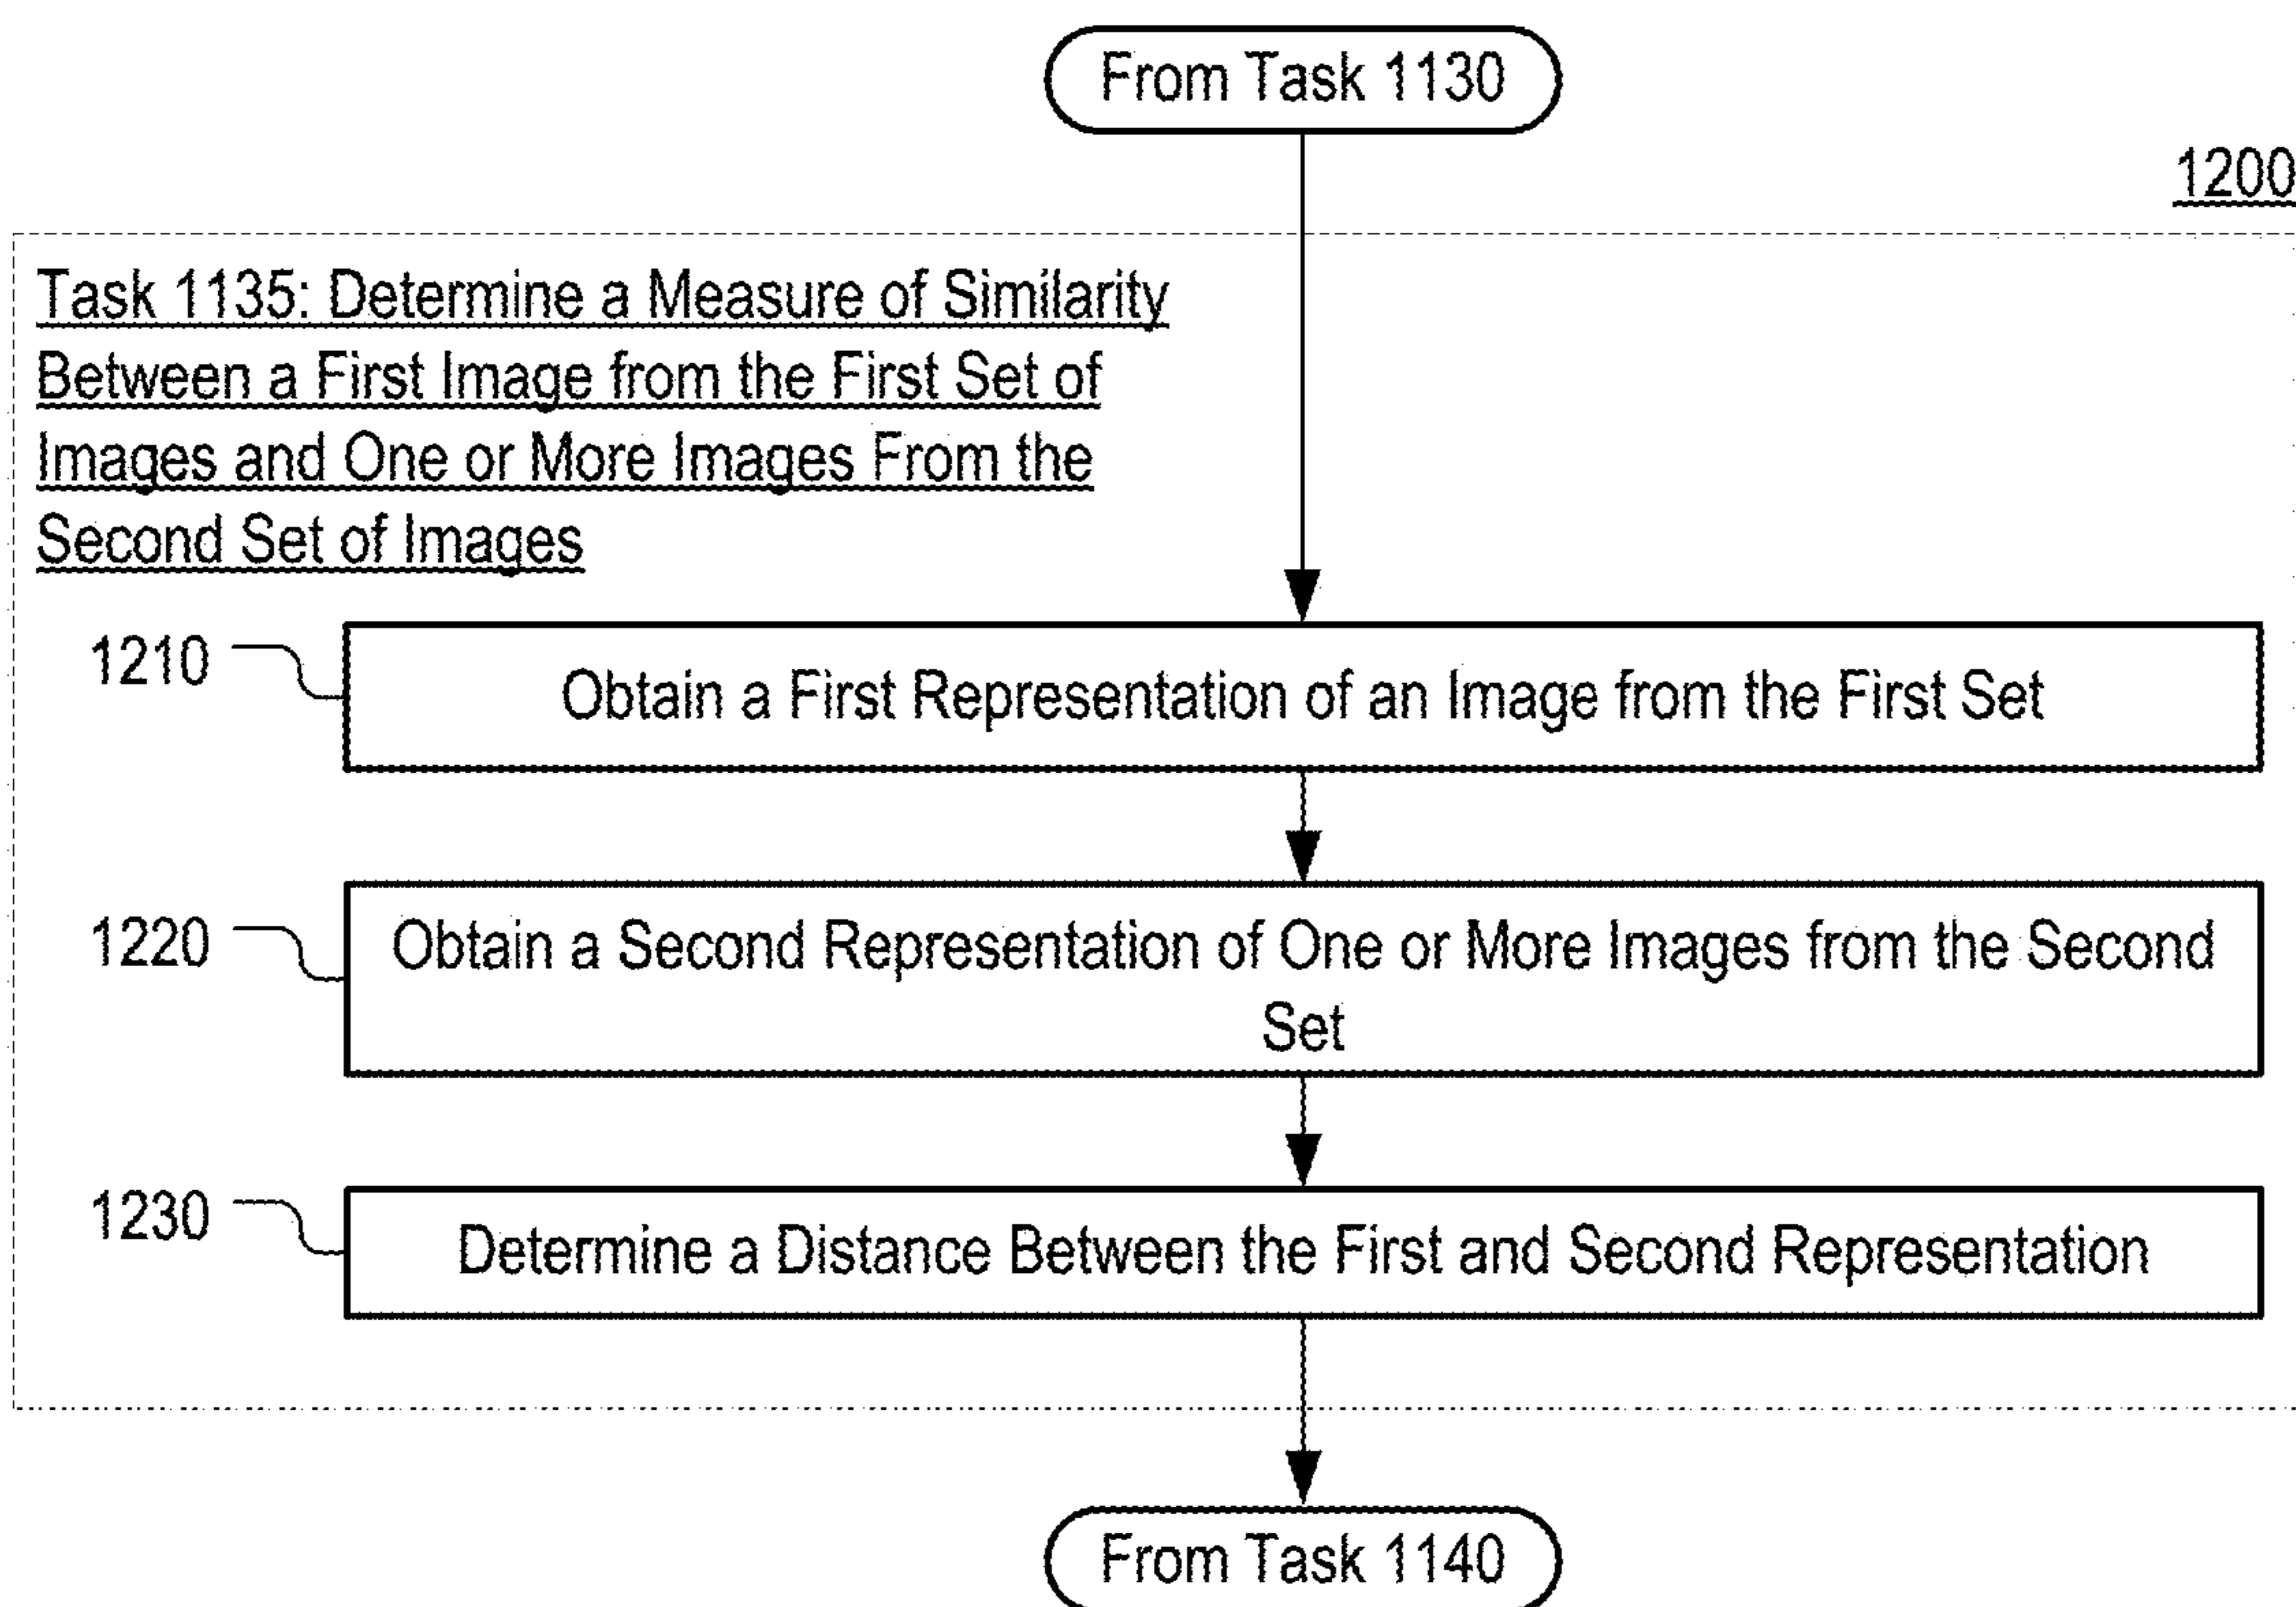 From Task 1130
1200
Task 1135: Determine a Measure of Similarity
Between a First Image from the First Set of
Images and One or More Images From the
Second Set of Images
1210
Obtain a First Representation of an Image from the First Set
1220
Obtain a Second Representation of One or More Images from the Second
Set
1230
Determine a Distance Between the First and Second Representation
From Task 1140